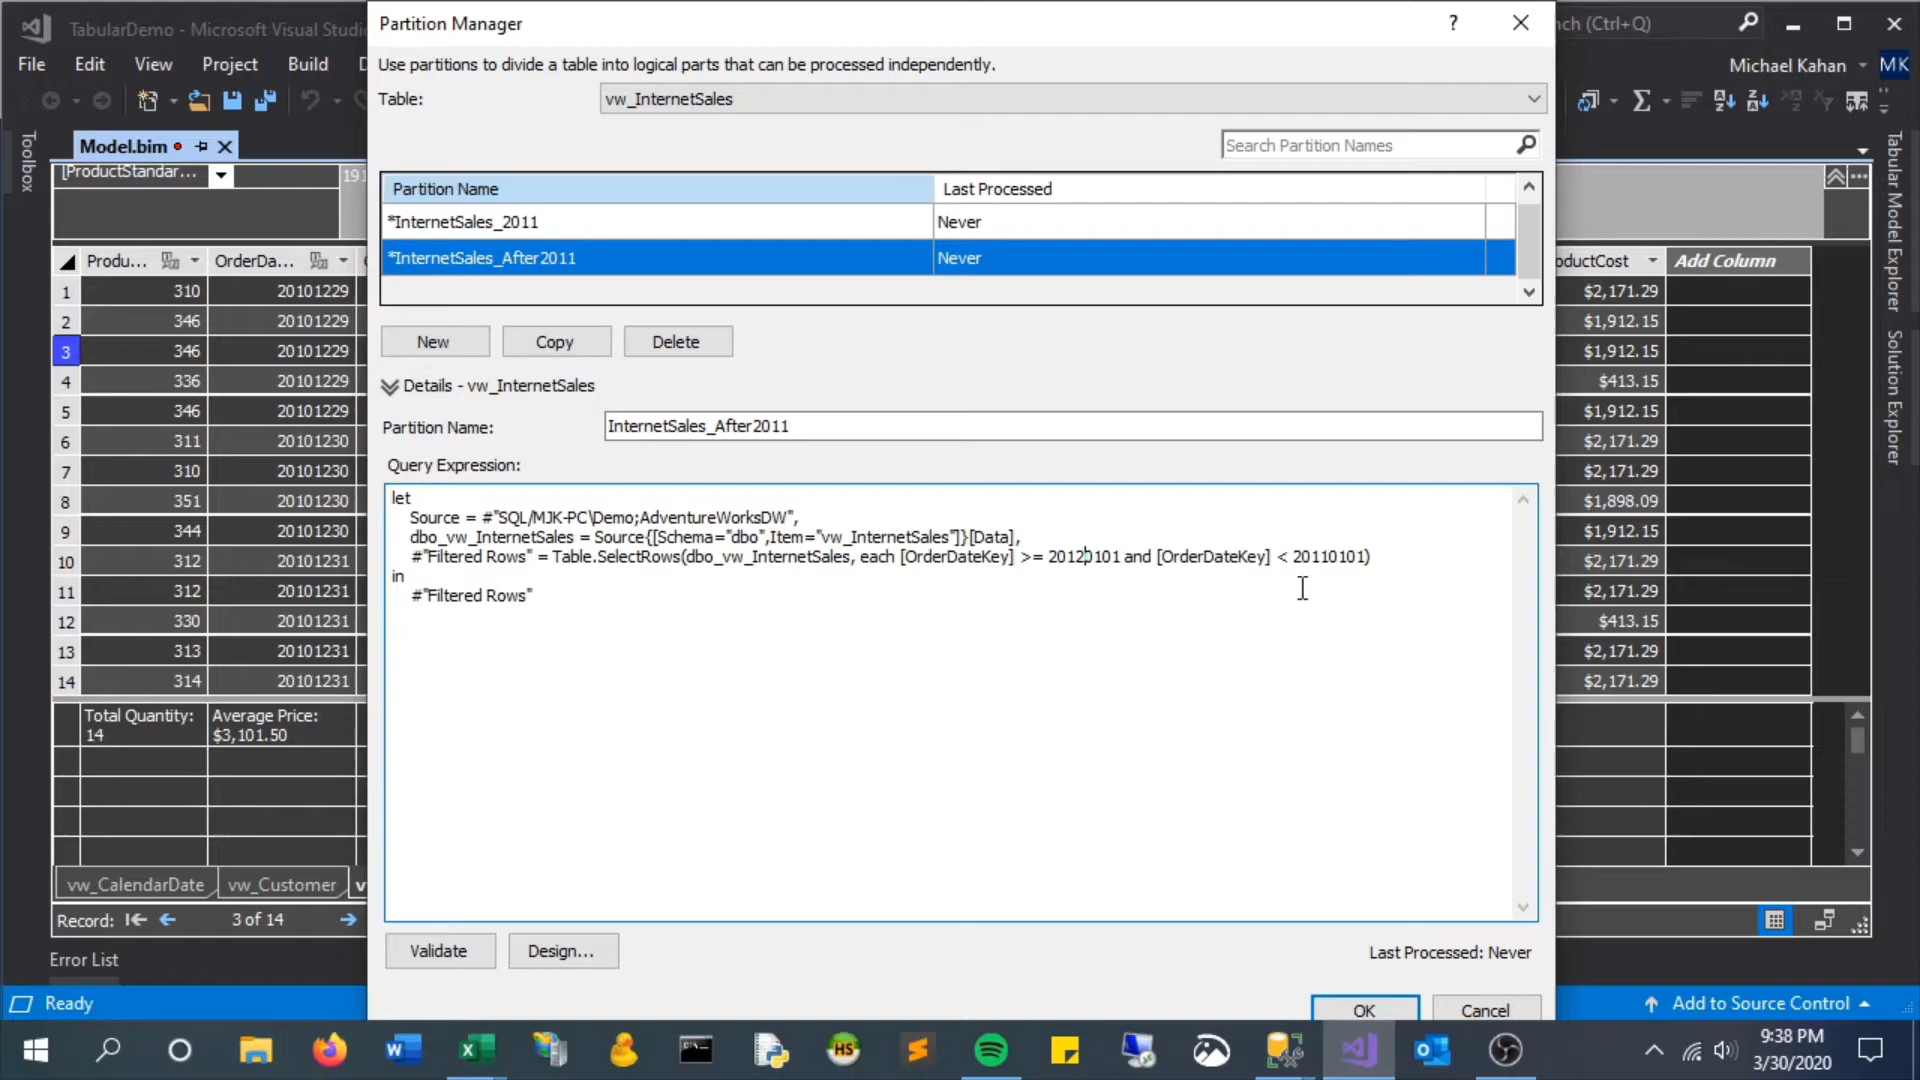 TabularDemo - Microsoft Visual Studi
nch (Ctrl+Q)
File Edit View Project Build D
Michael Kahan MK
Partition Manager
?
Use partitions to divide a table into logical parts that can be processed independently.
Table: vw_InternetSales
Search Partition Names
Partition Name Last Processed
*InternetSales_2011 Never
*InternetSales_After2011 Never
New Copy Delete
Details - vw_InternetSales
Partition Name: InternetSales_After2011
Query Expression:
let
Source = #"SQL/MJK-PC\Demo;AdventureWorksDW",
dbo_vw_InternetSales = Source{[Schema="dbo",Item="vw_InternetSales"]}[Data],
#"Filtered Rows" = Table.SelectRows(dbo_vw_InternetSales, each [OrderDateKey] >= 20120101 and [OrderDateKey] < 20110101)
in
#"Filtered Rows"
Validate Design...
Last Processed: Never
OK Cancel
Toolbox
Model.bim
[ProductStandar...
191
Produ... OrderDa...
1 310 20101229
2 346 20101229
3 346 20101229
4 336 20101229
5 346 20101229
6 311 20101230
7 310 20101230
8 351 20101230
9 344 20101230
10 312 20101231
11 312 20101231
12 330 20101231
13 313 20101231
14 314 20101231
Total Quantity: Average Price:
14 $3,101.50
vw_CalendarDate vw_Customer v
Record: 3 of 14
Error List
Ready
oductCost Add Column
$2,171.29
$1,912.15
$1,912.15
$413.15
$1,912.15
$2,171.29
$2,171.29
$1,898.09
$1,912.15
$2,171.29
$2,171.29
$413.15
$2,171.29
$2,171.29
Tabular Model Explorer
Solution Explorer
Add to Source Control
HS
9:38 PM
3/30/2020